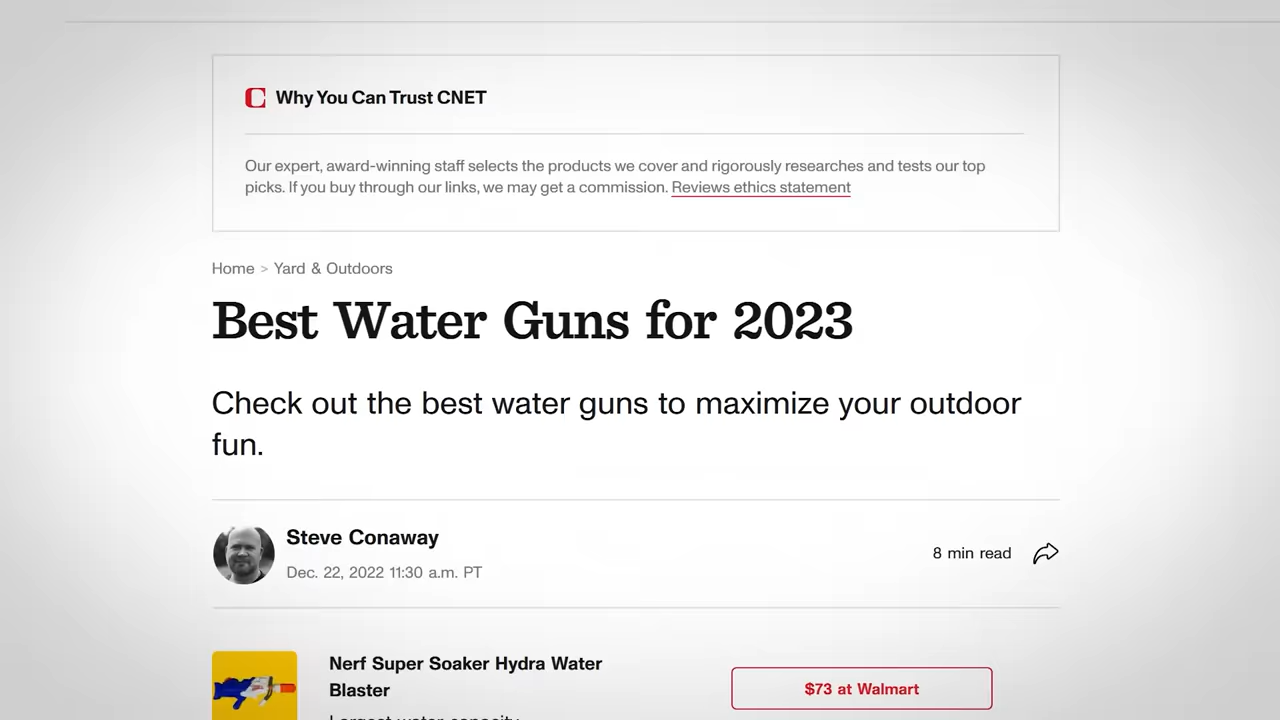 Why You Can Trust CNET
Our expert, award-winning staff selects the products we cover and rigorously researches and tests our top
picks. If you buy through our links, we may get a commission. Reviews ethics statement
Home > Yard & Outdoors
Best Water Guns for 2023
Check out the best water guns to maximize your outdoor
fun.
Steve Conaway
Dec. 22, 2022 11:30 a.m. PT
8 min read
Nerf Super Soaker Hydra Water
Blaster
$73 at Walmart
Largest water capacity